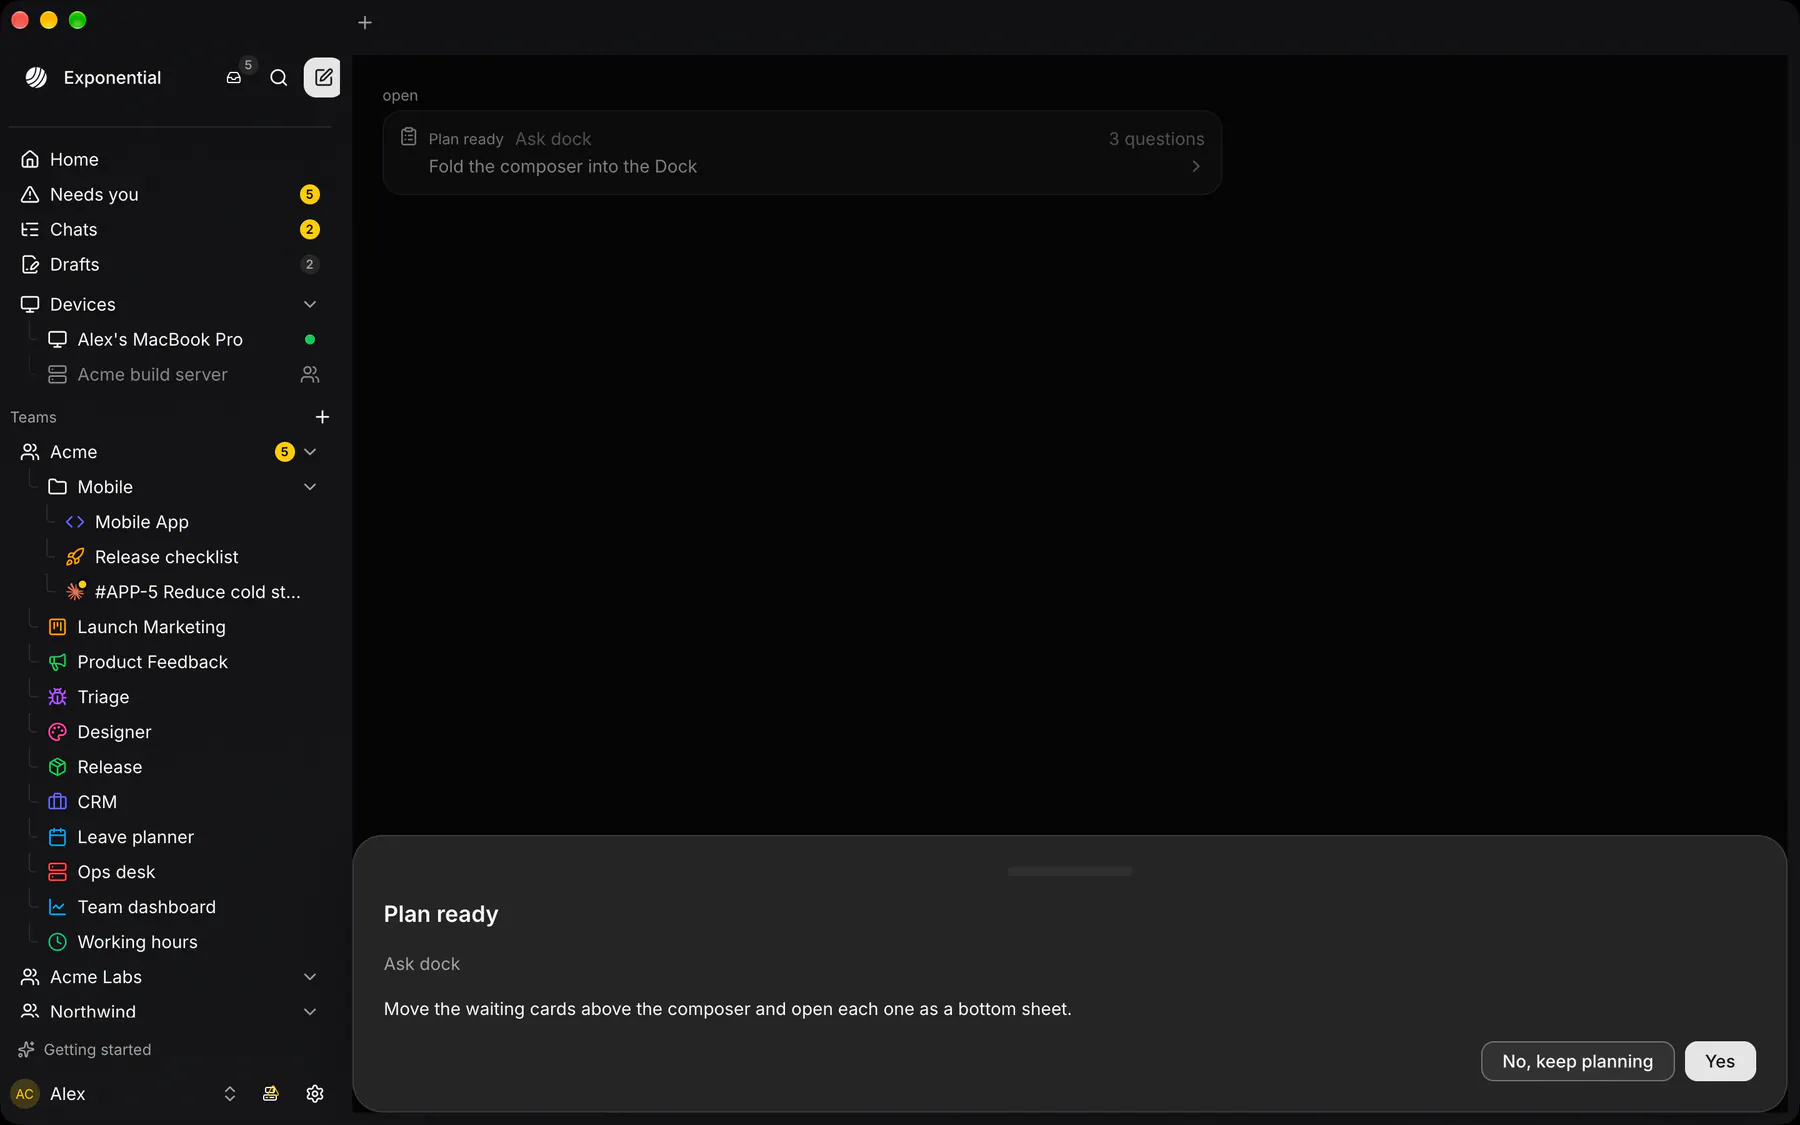 Exponential
5
Home
Needs you
5
Chats
2
Drafts
2
Devices
Alex's MacBook Pro
Acme build server
Teams
Acme
5
Mobile
Mobile App
Release checklist
#APP-5 Reduce cold st...
Launch Marketing
Product Feedback
Triage
Designer
Release
CRM
Leave planner
Ops desk
Team dashboard
Working hours
Acme Labs
Northwind
Getting started
AC Alex
open
Plan ready Ask dock 3 questions
Fold the composer into the Dock
Plan ready
Ask dock
Move the waiting cards above the composer and open each one as a bottom sheet.
No, keep planning Yes